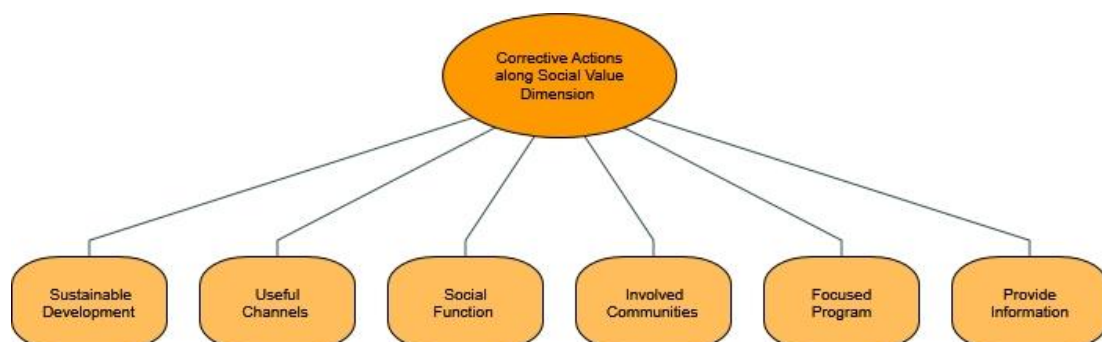 Corrective Actions
along Social Value
Dimension
Sustainable
Development
Useful
Channels
Social
Function
Involved
Communities
Focused
Program
Provide
Information